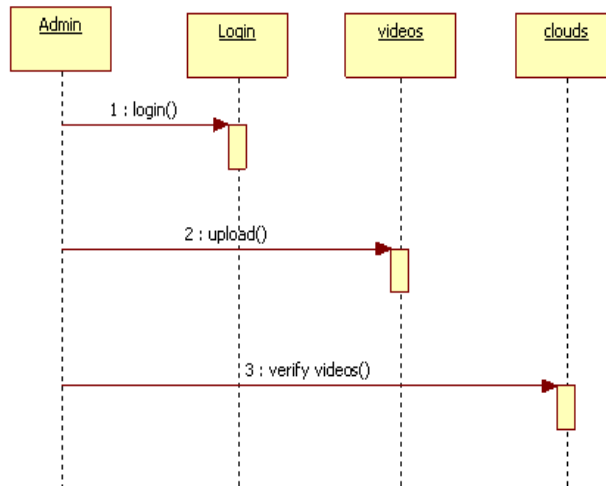 Admin
Login
videos
clouds
1 : login()
2 : upload()
3 : verify videos()